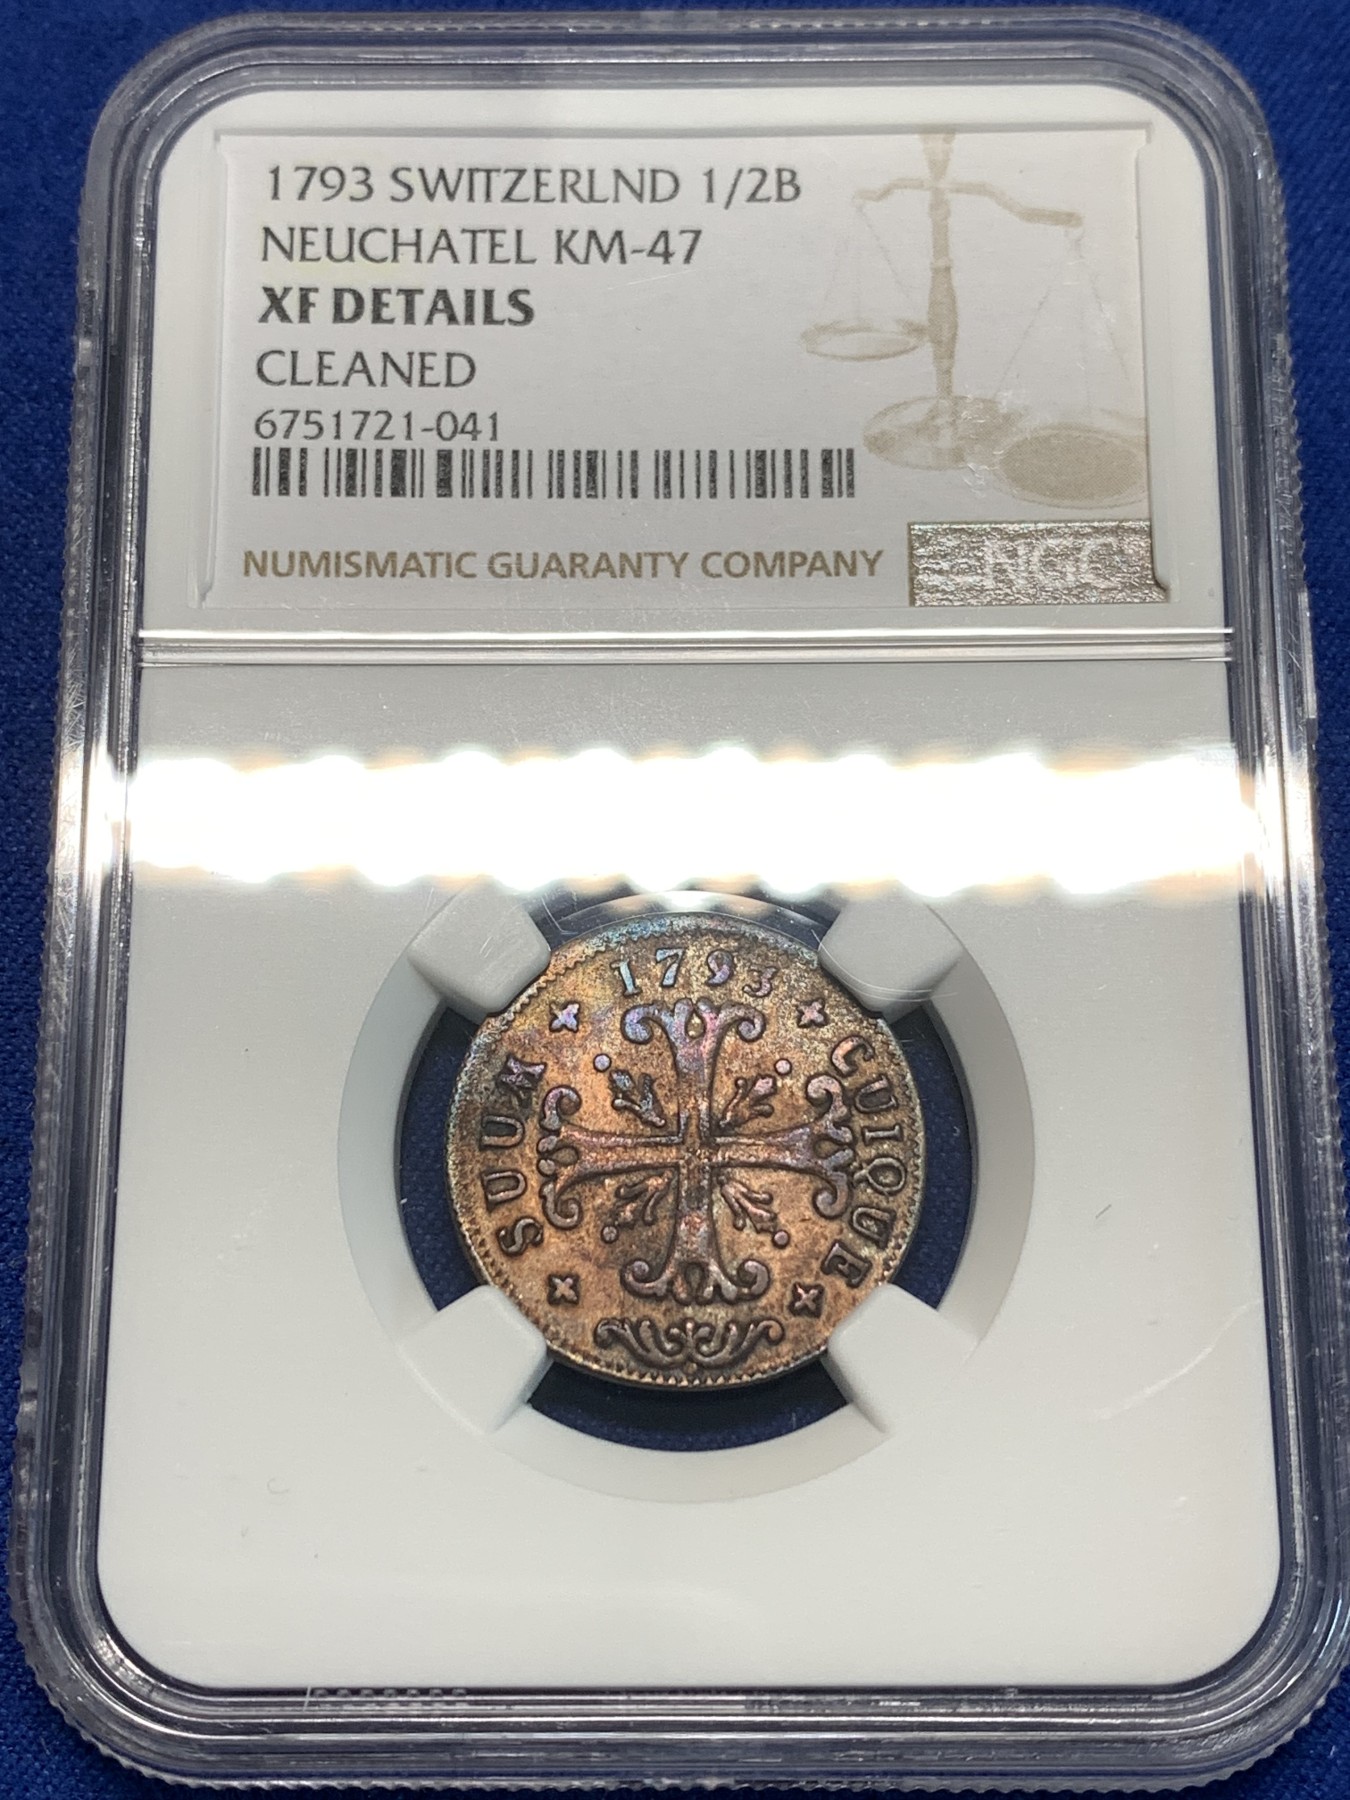 1793 SWITZERLND 1/2B
NEUCHATEL KM-47
XF DETAILS
CLEANED
6751721-041
NUMISMATIC GUARANTY COMPANY
NGC
1793
SUUM CUIQUE